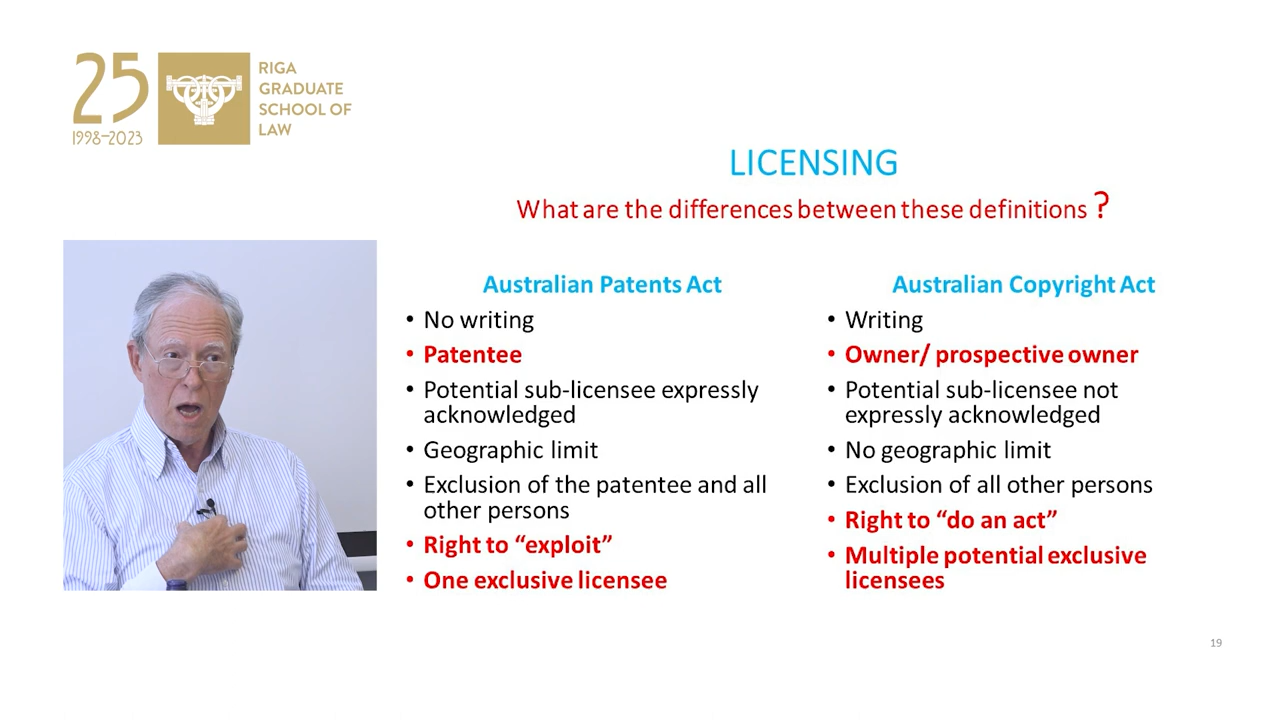 25
1998–2023
RIGA
GRADUATE
SCHOOL OF
LAW
LICENSING
What are the differences between these definitions ?
Australian Patents Act
• No writing
• Patentee
• Potential sub-licensee expressly
acknowledged
• Geographic limit
• Exclusion of the patentee and all
other persons
• Right to “exploit”
• One exclusive licensee
Australian Copyright Act
• Writing
• Owner/ prospective owner
• Potential sub-licensee not
expressly acknowledged
• No geographic limit
• Exclusion of all other persons
• Right to “do an act”
• Multiple potential exclusive
licensees
19